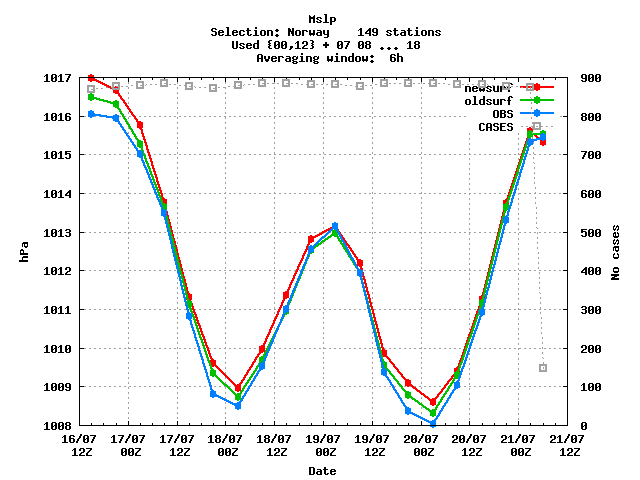 Mslp
Selection: Norway    149 stations
Used {00,12} + 07 08 ... 18
Averaging window:  6h
1017
1016
1015
1014
1013
1012
1011
1010
1009
1008
hPa
900
800
700
600
500
400
300
200
100
0
No cases
newsurf
oldsurf
OBS
CASES
16/07 17/07 17/07 18/07 18/07 19/07 19/07 20/07 20/07 21/07 21/07
12Z 00Z 12Z 00Z 12Z 00Z 12Z 00Z 12Z 00Z 12Z
Date